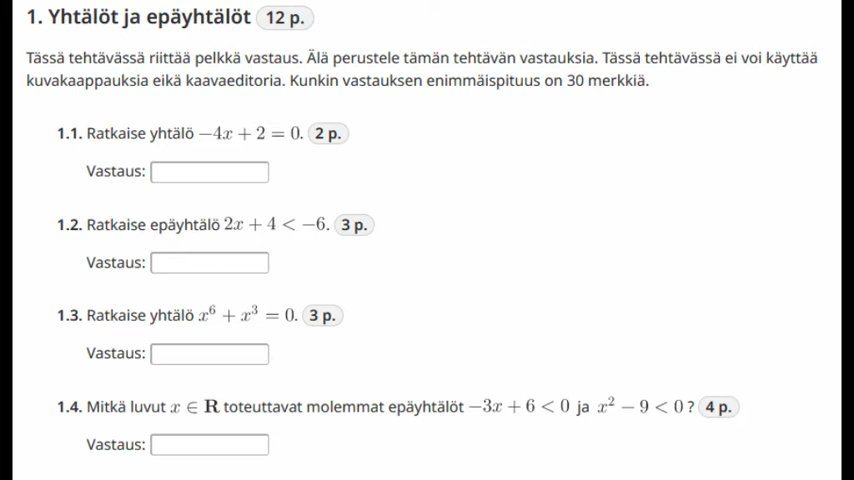 1. Yhtälöt ja epäyhtälöt 12 p.
Tässä tehtävässä riittää pelkkä vastaus. Älä perustele tämän tehtävän vastauksia. Tässä tehtävässä ei voi käyttää
kuvakaappauksia eikä kaavaeditoria. Kunkin vastauksen enimmäispituus on 30 merkkiä.
1.1. Ratkaise yhtälö −4x + 2 = 0. 2 p.
Vastaus:
1.2. Ratkaise epäyhtälö 2x + 4 < −6. 3 p.
Vastaus:
1.3. Ratkaise yhtälö x⁶ + x³ = 0. 3 p.
Vastaus:
1.4. Mitkä luvut x ∈ R toteuttavat molemmat epäyhtälöt −3x + 6 < 0 ja x² − 9 < 0 ? 4 p.
Vastaus: